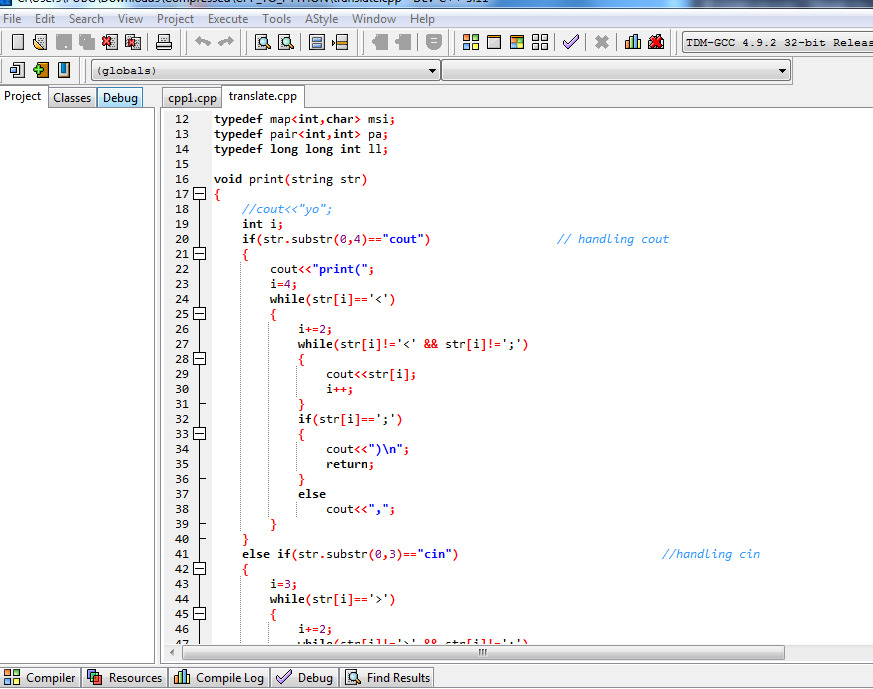 File Edit Search View Project Execute Tools AStyle Window Help
TDM-GCC 4.9.2 32-bit Releas
(globals)
Project Classes Debug cpp1.cpp translate.cpp
12 typedef map<int,char> msi;
13 typedef pair<int,int> pa;
14 typedef long long int ll;
15
16 void print(string str)
17 {
18 //cout<<"yo";
19 int i;
20 if(str.substr(0,4)=="cout") // handling cout
21 {
22 cout<<"print(";
23 i=4;
24 while(str[i]=='<')
25 {
26 i+=2;
27 while(str[i]!='<' && str[i]!=';')
28 {
29 cout<<str[i];
30 i++;
31 }
32 if(str[i]==';')
33 {
34 cout<<")\n";
35 return;
36 }
37 else
38 cout<<",";
39 }
40 }
41 else if(str.substr(0,3)=="cin") //handling cin
42 {
43 i=3;
44 while(str[i]=='>')
45 {
46 i+=2;
47 while(str[i]!='>' && str[i]!=';')
Compiler Resources Compile Log Debug Find Results